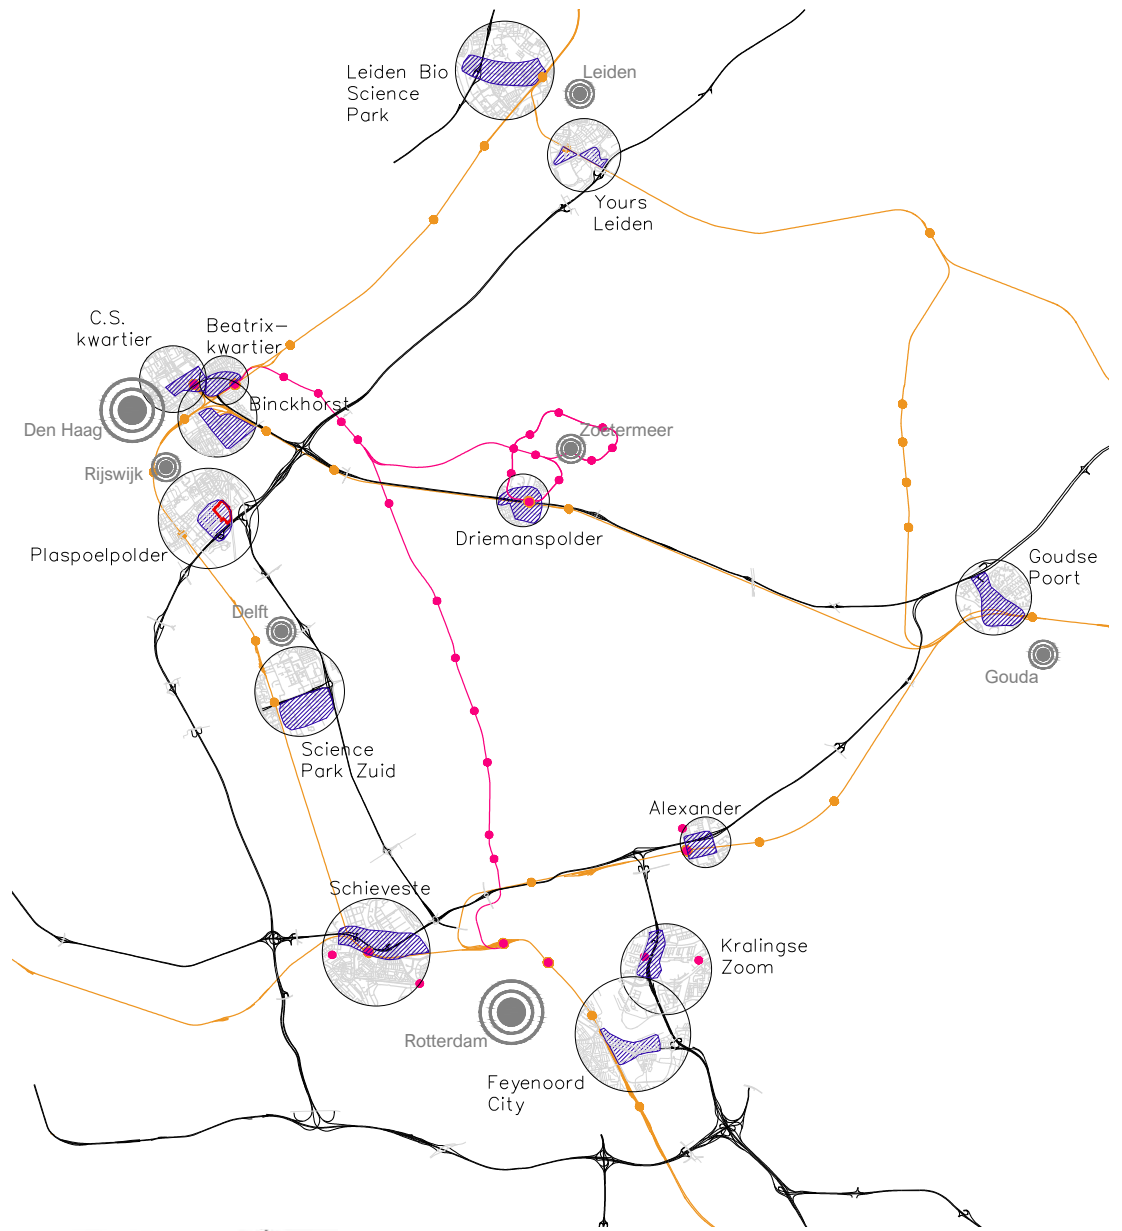 Leiden Bio
Science
Park
Leiden
Yours
Leiden
C.S.
kwartier
Beatrix-
kwartier
Binckhorst
Den Haag
Zoetermeer
Rijswijk
Driemanspolder
Plaspoelpolder
Goudse
Poort
Delft
Gouda
Science
Park Zuid
Alexander
Schieveste
Kralingse
Zoom
Rotterdam
Feyenoord
City